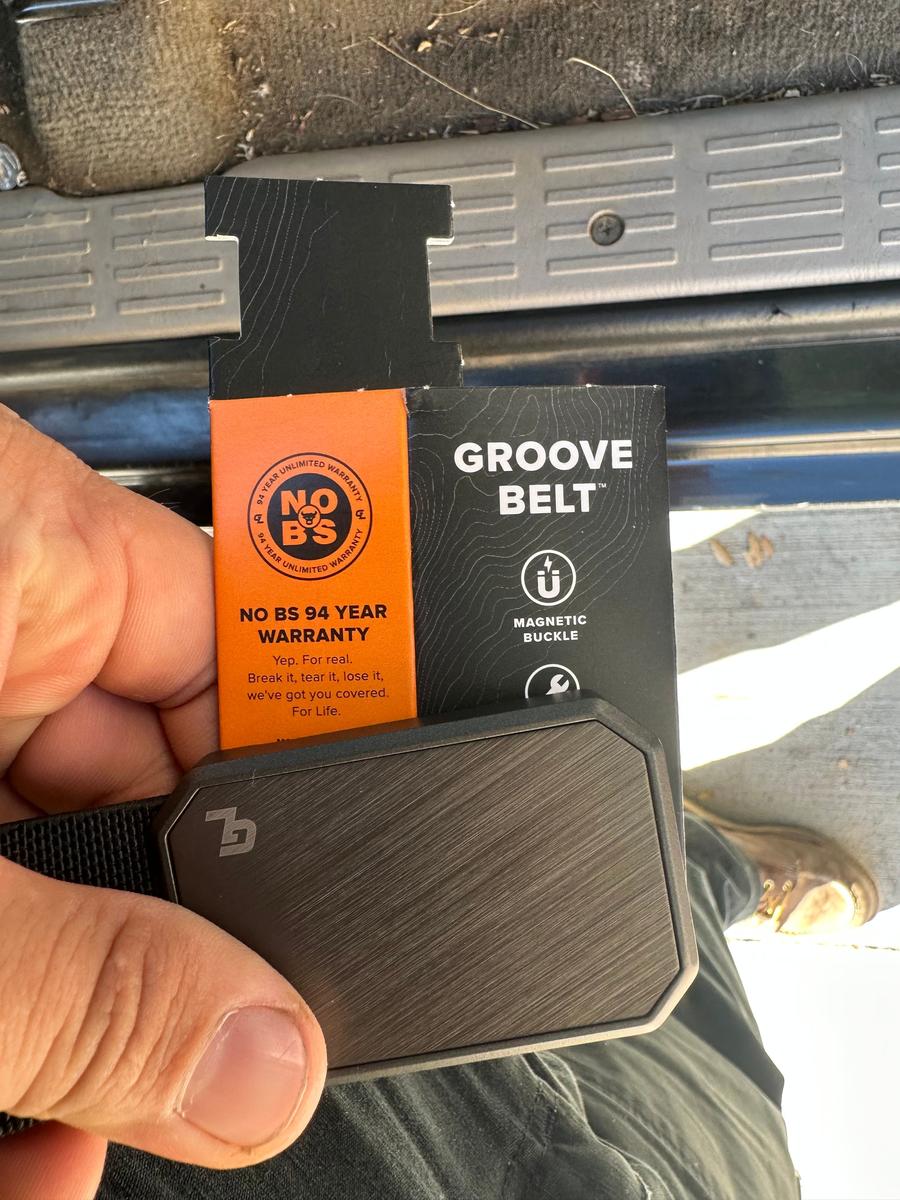 94 YEAR UNLIMITED WARRANTY
NO
BS
94 YEAR UNLIMITED WARRANTY
NO BS 94 YEAR
WARRANTY
Yep. For real.
Break it, tear it, lose it,
we've got you covered.
For Life.
GROOVE
BELT™
MAGNETIC
BUCKLE